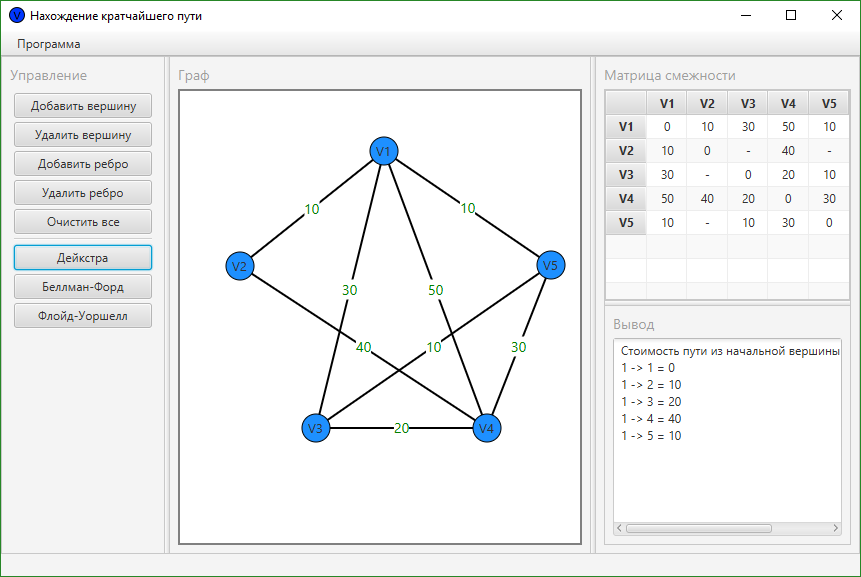 V Нахождение кратчайшего пути
Программа
Управление
Добавить вершину
Удалить вершину
Добавить ребро
Удалить ребро
Очистить все
Дейкстра
Беллман-Форд
Флойд-Уоршелл
Граф
V1
10
10
V2
V5
30
50
40
10
30
V3
20
V4
Матрица смежности
V1 V2 V3 V4 V5
V1 0 10 30 50 10
V2 10 0 - 40 -
V3 30 - 0 20 10
V4 50 40 20 0 30
V5 10 - 10 30 0
Вывод
Стоимость пути из начальной вершины
1 -> 1 = 0
1 -> 2 = 10
1 -> 3 = 20
1 -> 4 = 40
1 -> 5 = 10